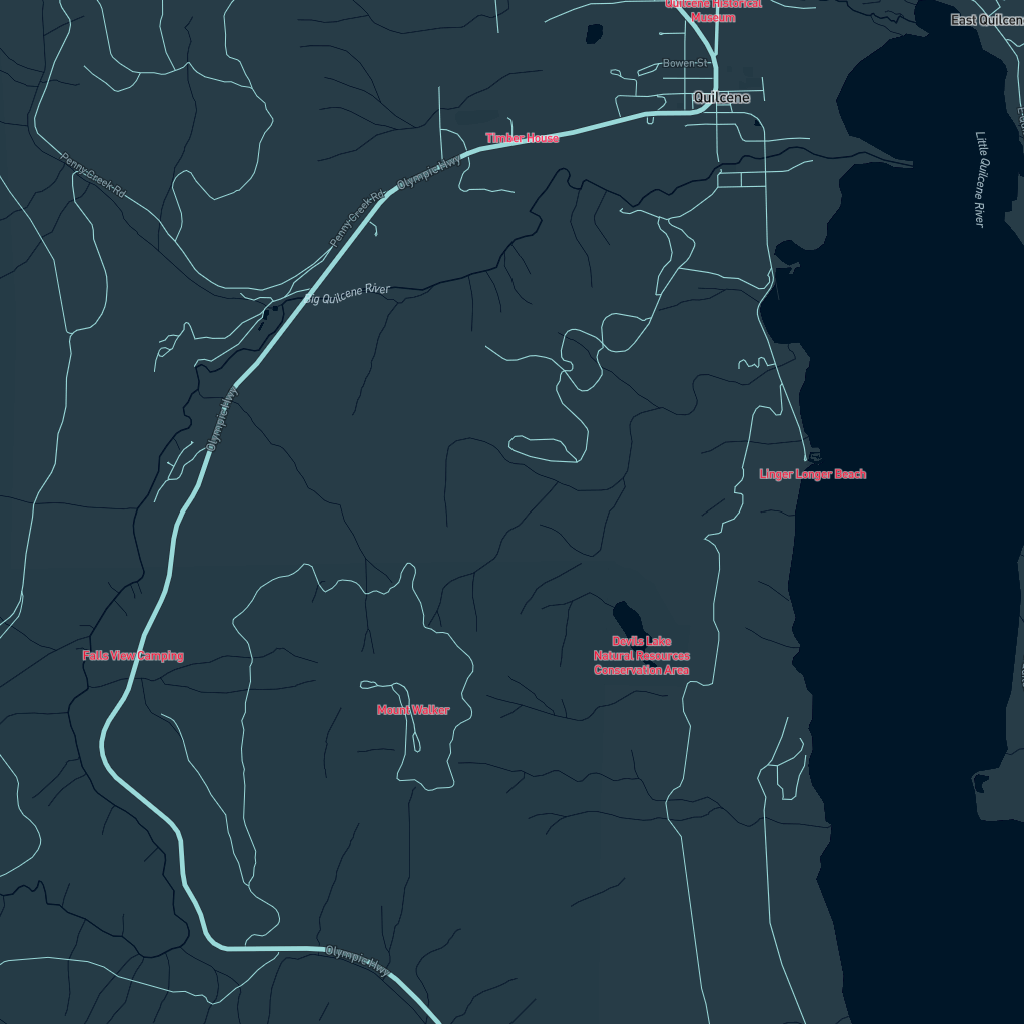 Quilcene Historical
Museum
East Quilcene
Bowen St
Quilcene
Timber House
Penny Creek Rd
Olympic Hwy
Little Quilcene River
Penny Creek Rd
Big Quilcene River
Olympic Hwy
Linger Longer Beach
Devils Lake
Natural Resources
Conservation Area
Falls View Camping
Mount Walker
Olympic Hwy